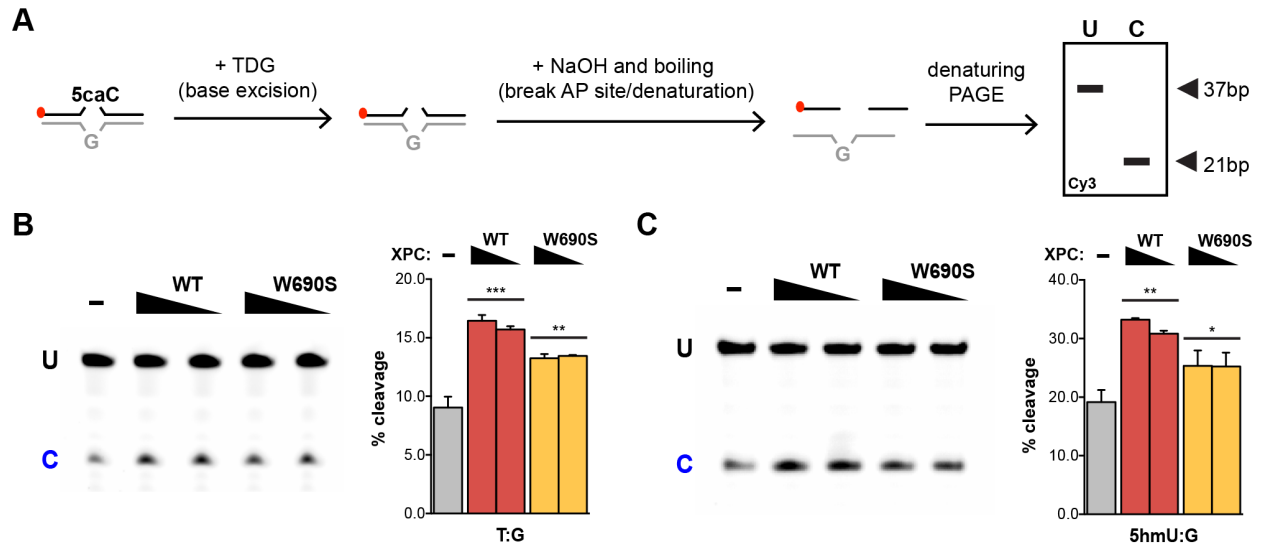 A
5caC
G
+ TDG
(base excision)
G
+ NaOH and boiling
(break AP site/denaturation)
G
denaturing
PAGE
U C
37bp
21bp
Cy3
B
– WT W690S
U
C
XPC: – WT W690S
% cleavage
20.0
15.0
10.0
5.0
0.0
***
**
T:G
C
– WT W690S
U
C
XPC: – WT W690S
% cleavage
40.0
30.0
20.0
10.0
0.0
**
*
5hmU:G